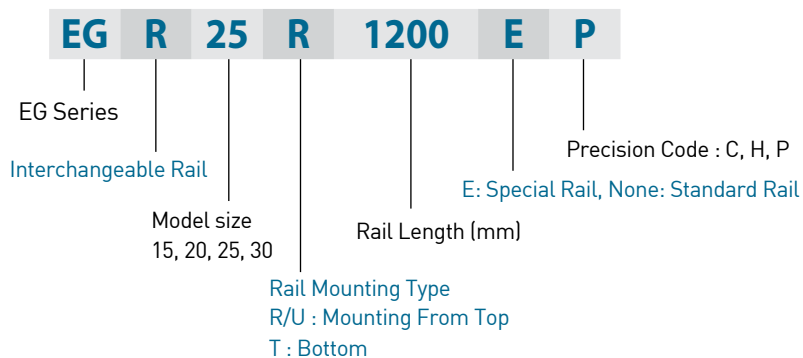 EG R 25 R 1200 E P
EG Series
Precision Code : C, H, P
Interchangeable Rail
E: Special Rail, None: Standard Rail
Model size
15, 20, 25, 30
Rail Length (mm)
Rail Mounting Type
R/U : Mounting From Top
T : Bottom